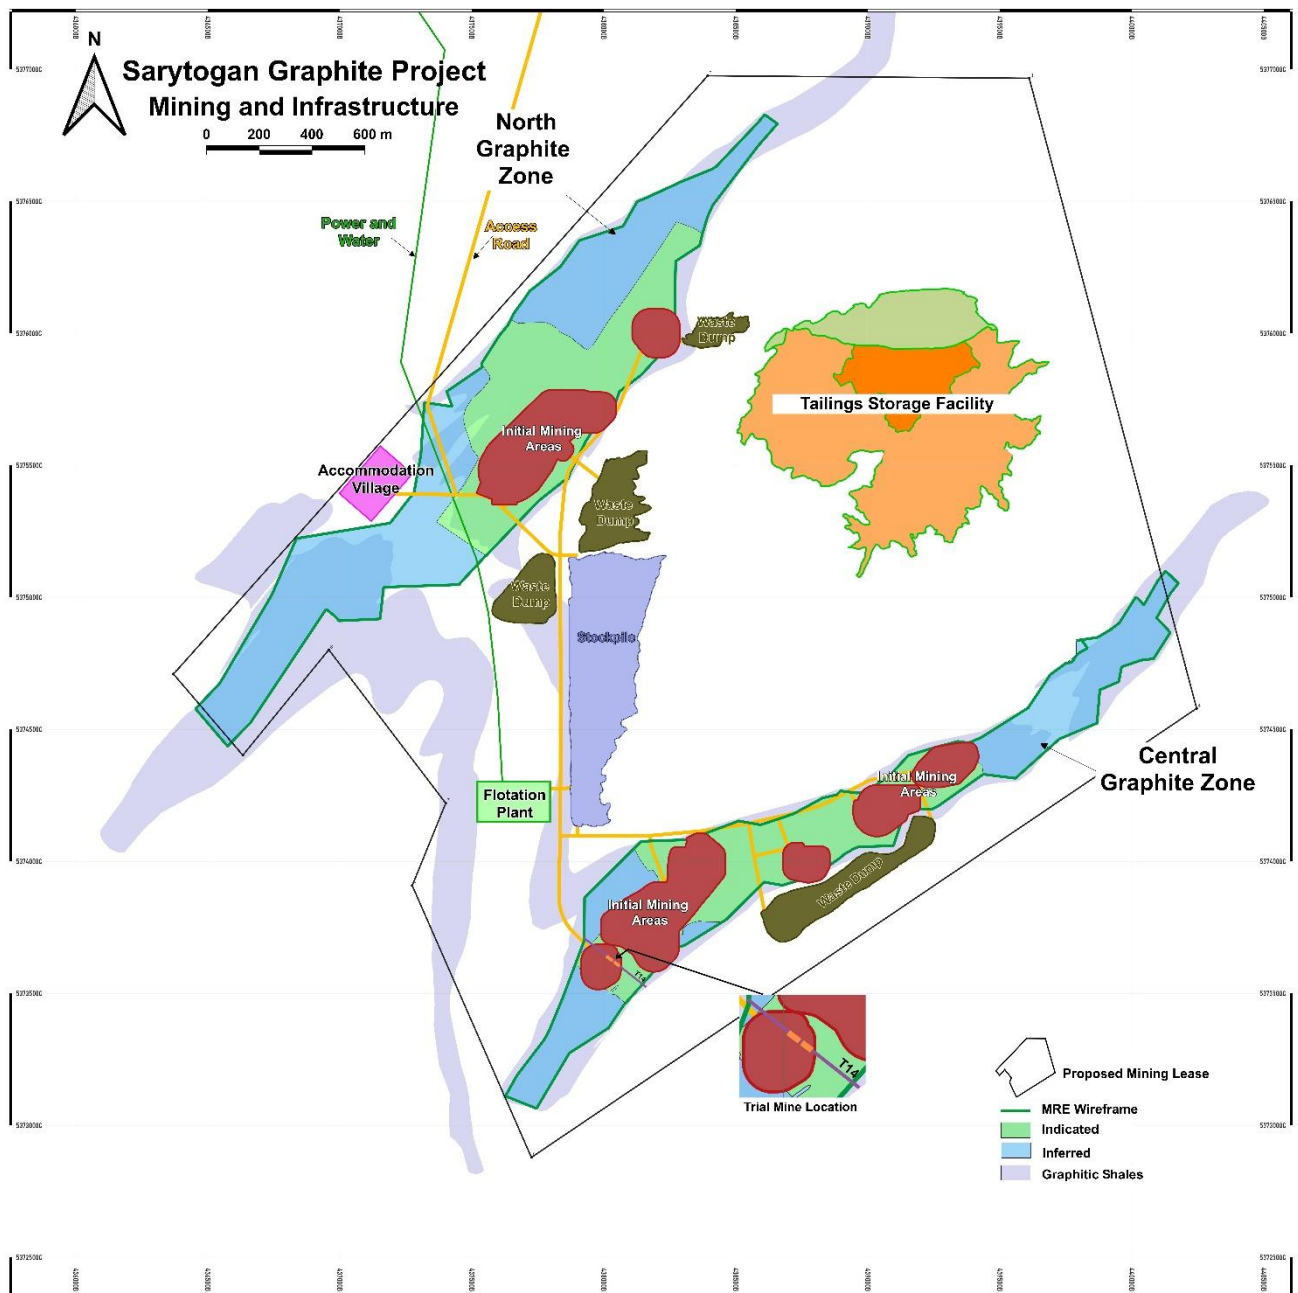 N
Sarytogan Graphite Project
Mining and Infrastructure
0 200 400 600 m
North
Graphite
Zone
Power and
Water
Access
Road
Waste
Dump
Tailings Storage Facility
Initial Mining
Areas
Accommodation
Village
Waste
Dump
Waste
Dump
Stockpile
Flotation
Plant
Central
Graphite Zone
Initial Mining
Areas
Waste Dump
Initial Mining
Areas
T14
T14
Trial Mine Location
Proposed Mining Lease
MRE Wireframe
Indicated
Inferred
Graphitic Shales